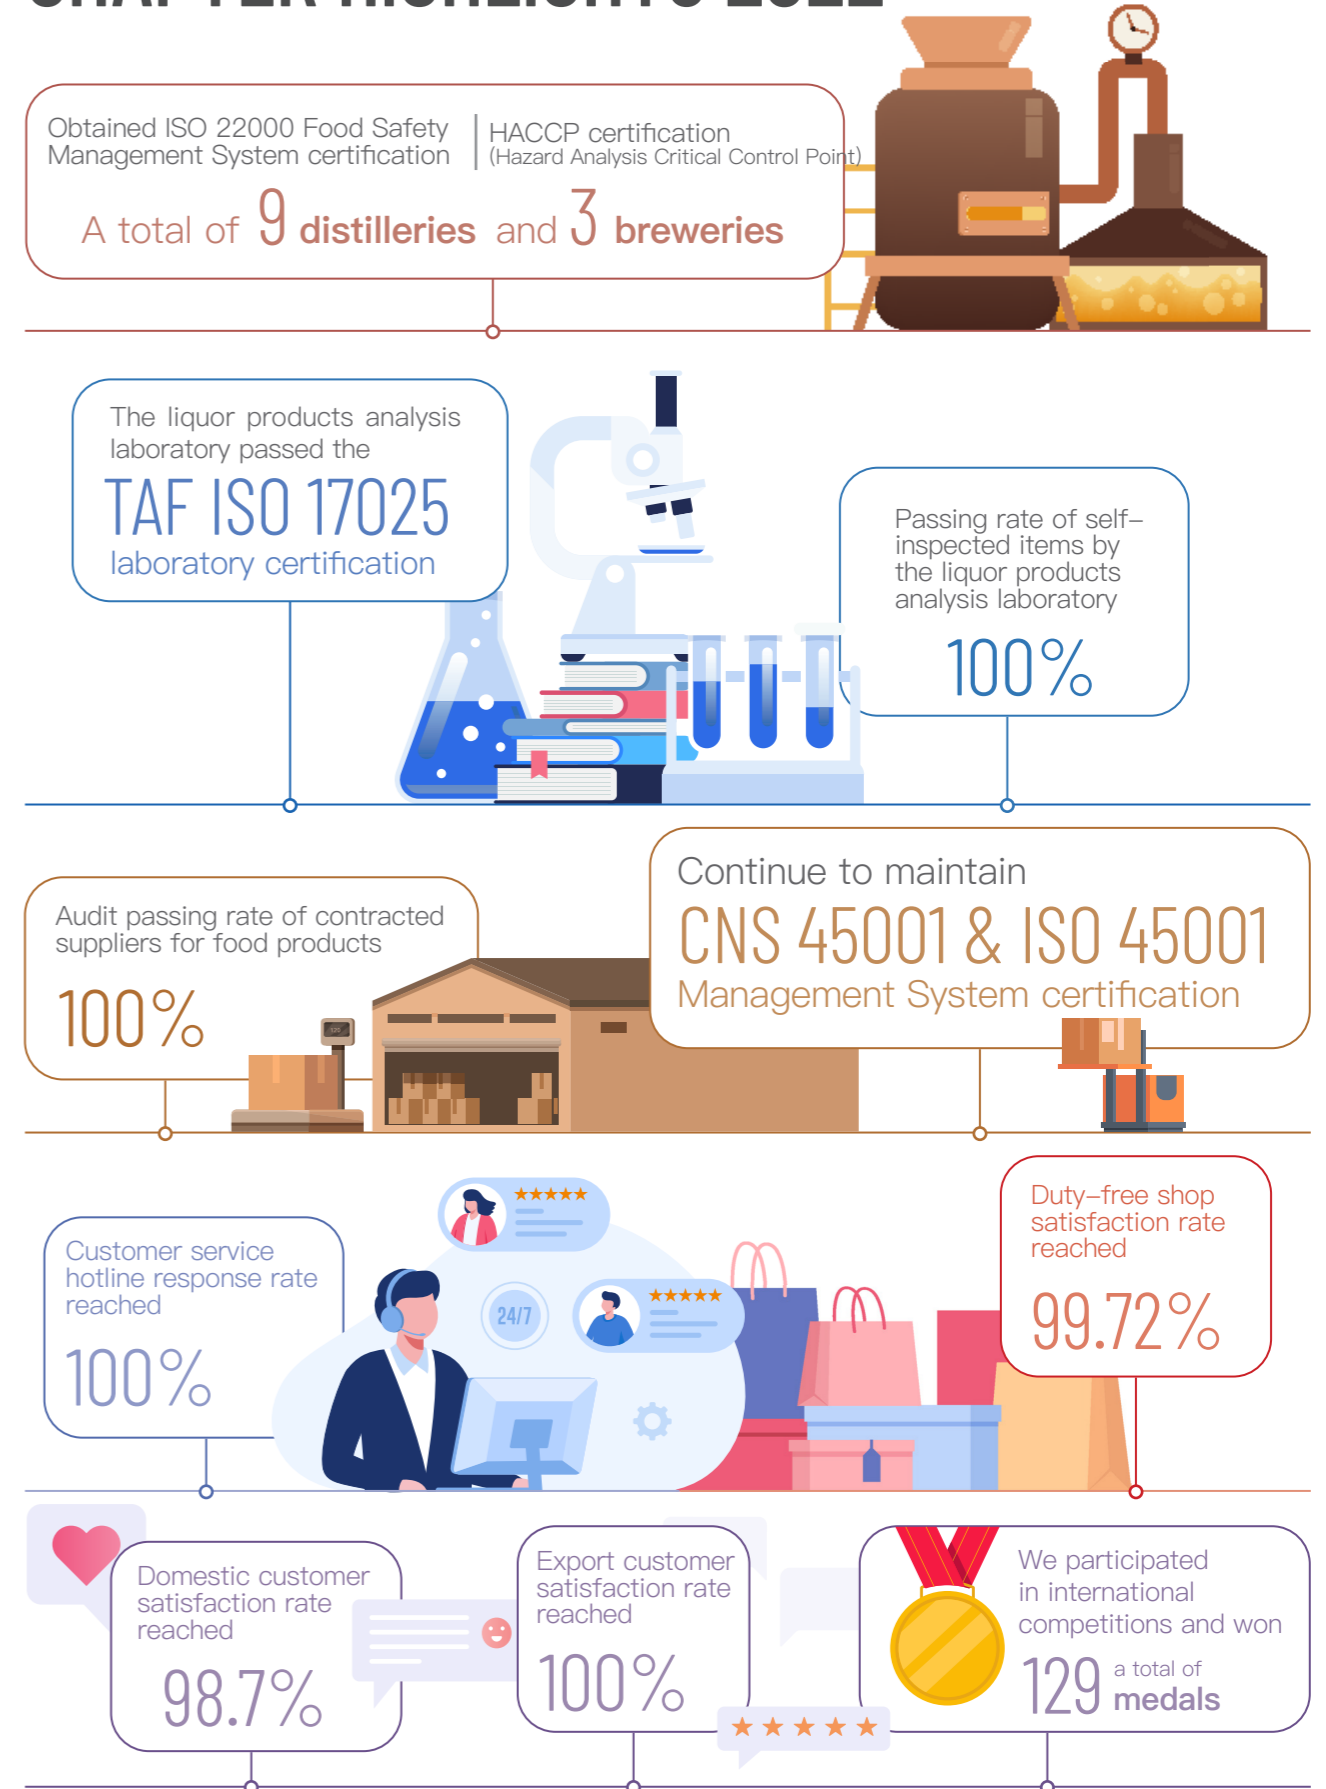 CHAPTER HIGHLIGHTS 2022
Obtained ISO 22000 Food Safety
Management System certification
HACCP certification
(Hazard Analysis Critical Control Point)
A total of 9 distilleries and 3 breweries
The liquor products analysis
laboratory passed the
TAF ISO 17025
laboratory certification
Passing rate of self–
inspected items by
the liquor products
analysis laboratory
100%
Audit passing rate of contracted
suppliers for food products
100%
Continue to maintain
CNS 45001 & ISO 45001
Management System certification
Customer service
hotline response rate
reached
100%
24/7
Duty–free shop
satisfaction rate
reached
99.72%
Domestic customer
satisfaction rate
reached
98.7%
Export customer
satisfaction rate
reached
100%
We participated
in international
competitions and won
129 a total of
medals